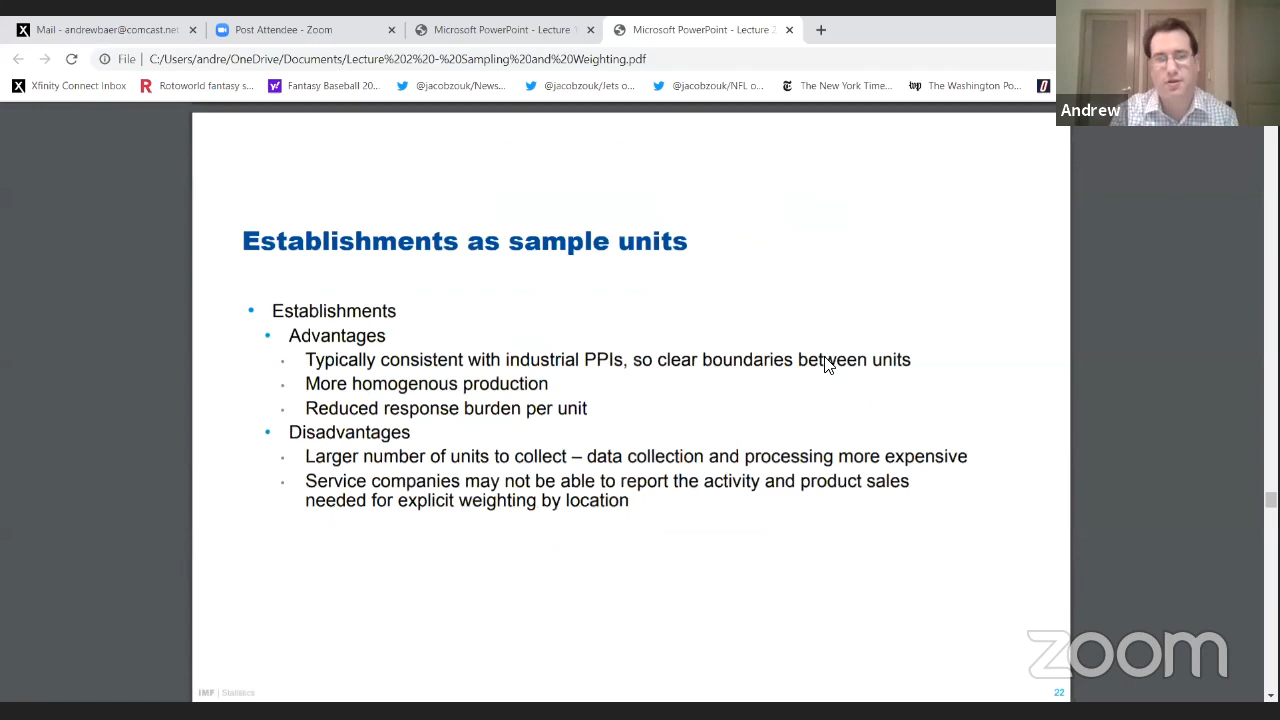 Mail - andrewbaer@comcast.net
Post Attendee - Zoom
Microsoft PowerPoint - Lecture 1
Microsoft PowerPoint - Lecture 2
File | C:/Users/andre/OneDrive/Documents/Lecture%202%20-%20Sampling%20and%20Weighting.pdf
Xfinity Connect Inbox
Rotoworld fantasy s...
Fantasy Baseball 20...
@jacobzouk/News...
@jacobzouk/Jets o...
@jacobzouk/NFL o...
The New York Time...
wp The Washington Po...
Andrew
Establishments as sample units
• Establishments
• Advantages
• Typically consistent with industrial PPIs, so clear boundaries between units
• More homogenous production
• Reduced response burden per unit
• Disadvantages
• Larger number of units to collect – data collection and processing more expensive
• Service companies may not be able to report the activity and product sales
needed for explicit weighting by location
zoom
IMF | Statistics
22